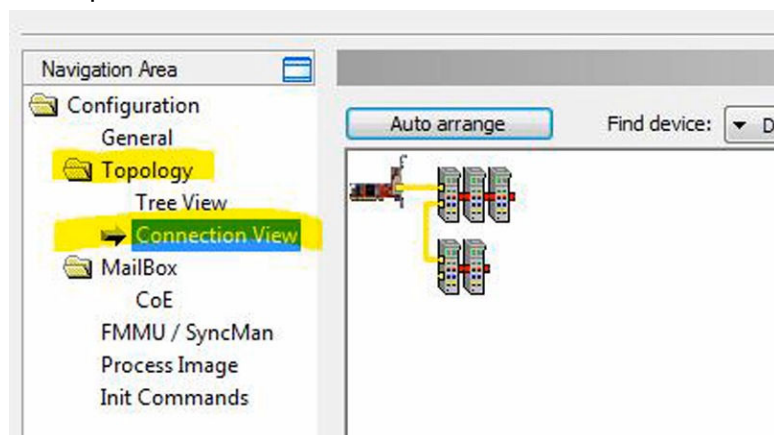 Navigation Area
Configuration
General
Topology
Tree View
Connection View
MailBox
CoE
FMMU / SyncMan
Process Image
Init Commands
Auto arrange
Find device: